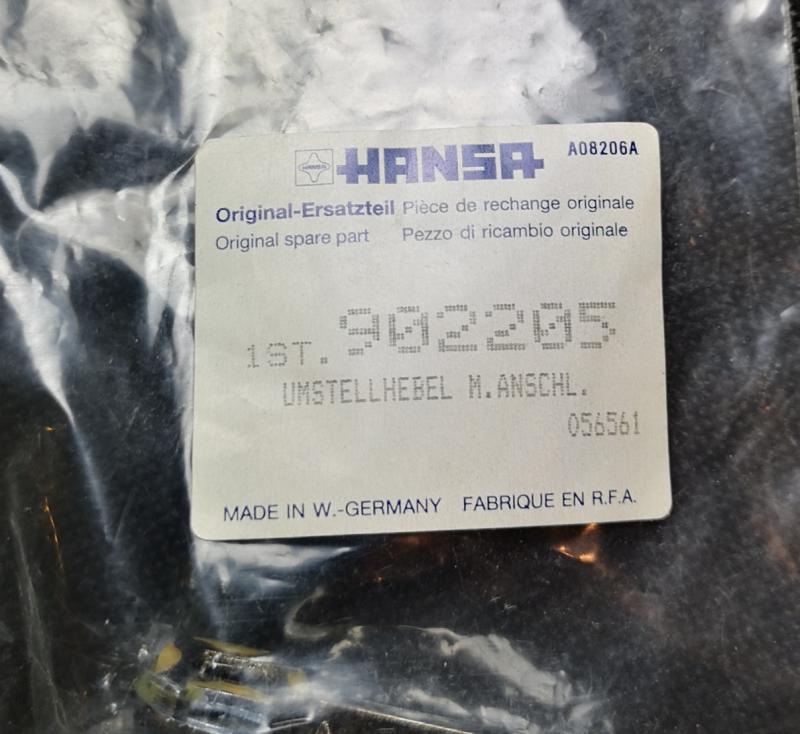 HANSA A08206A
Original-Ersatzteil Pièce de rechange originale
Original spare part Pezzo di ricambio originale
1ST. 902205
UMSTELLHEBEL M.ANSCHL.
056561
MADE IN W.-GERMANY FABRIQUE EN R.F.A.